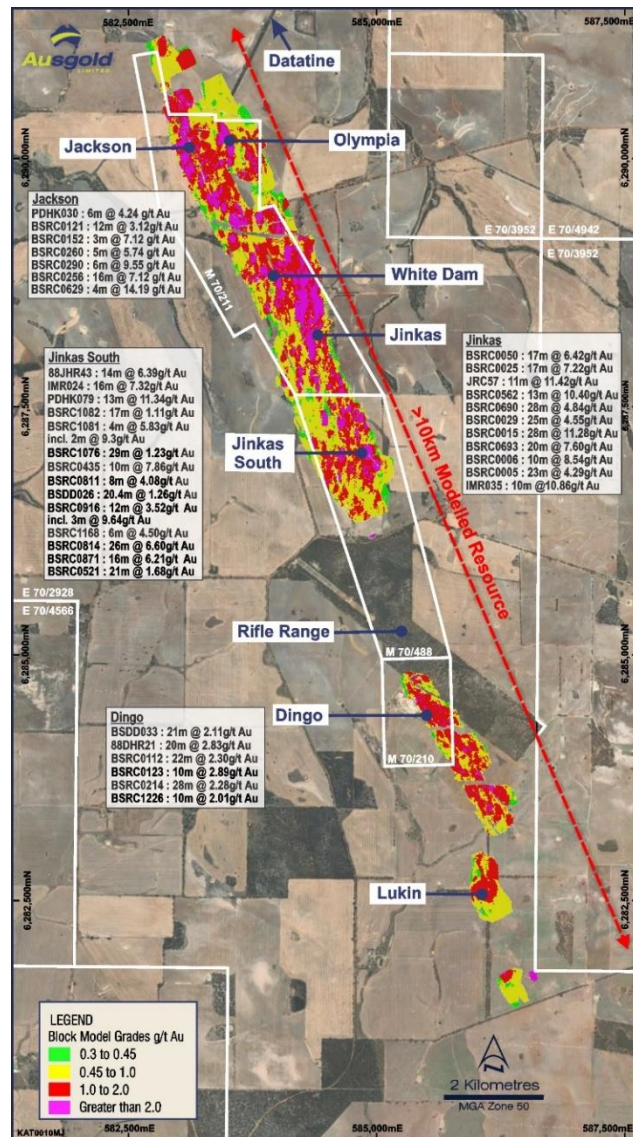 582,500mE
585,000mE
587,500mE
Ausgold
LIMITED
Datatine
Jackson
Olympia
6,290,000mN
6,290,000mN
Jackson
PDHK030 : 6m @ 4.24 g/t Au
BSRC0121 : 12m @ 3.12g/t Au
BSRC0152 : 3m @ 7.12 g/t Au
BSRC0260 : 5m @ 5.74 g/t Au
BSRC0290 : 6m @ 9.55 g/t Au
BSRC0256 : 16m @ 7.12 g/t Au
BSRC0629 : 4m @ 14.19 g/t Au
E 70/3952
E 70/4942
E 70/3952
M 70/211
White Dam
Jinkas
Jinkas South
88JHR43 : 14m @ 6.39g/t Au
IMR024 : 16m @ 7.32g/t Au
PDHK079 : 13m @ 11.34g/t Au
BSRC1082 : 17m @ 1.11g/t Au
BSRC1081 : 4m @ 5.83g/t Au
incl. 2m @ 9.3g/t Au
BSRC1076 : 29m @ 1.23g/t Au
BSRC0435 : 10m @ 7.86g/t Au
BSRC0811 : 8m @ 4.08g/t Au
BSDD026 : 20.4m @ 1.26g/t Au
BSRC0916 : 12m @ 3.52g/t Au
incl. 3m @ 9.64g/t Au
BSRC1168 : 6m @ 4.50g/t Au
BSRC0814 : 26m @ 6.60g/t Au
BSRC0871 : 16m @ 6.21g/t Au
BSRC0521 : 21m @ 1.68g/t Au
Jinkas
BSRC0050 : 17m @ 6.42g/t Au
BSRC0025 : 17m @ 7.22g/t Au
JRC57 : 11m @ 11.42g/t Au
BSRC0562 : 13m @ 10.40g/t Au
BSRC0690 : 28m @ 4.84g/t Au
BSRC0029 : 25m @ 4.55g/t Au
BSRC0015 : 28m @ 11.28g/t Au
BSRC0693 : 20m @ 7.60g/t Au
BSRC0006 : 10m @ 8.54g/t Au
BSRC0005 : 23m @ 4.29g/t Au
IMR035 : 10m @10.86g/t Au
6,287,500mN
6,287,500mN
Jinkas
South
>10km Modelled Resource
E 70/2928
E 70/4566
Rifle Range
M 70/488
6,285,000mN
6,285,000mN
Dingo
Dingo
BSDD033 : 21m @ 2.11g/t Au
88DHR21 : 20m @ 2.83g/t Au
BSRC0112 : 22m @ 2.30g/t Au
BSRC0123 : 10m @ 2.89g/t Au
BSRC0214 : 28m @ 2.28g/t Au
BSRC1226 : 10m @ 2.01g/t Au
M 70/210
Lukin
6,282,500mN
6,282,500mN
LEGEND
Block Model Grades g/t Au
0.3 to 0.45
0.45 to 1.0
1.0 to 2.0
Greater than 2.0
N
2 Kilometres
MGA Zone 50
KAT0010MJ
582,500mE
585,000mE
587,500mE